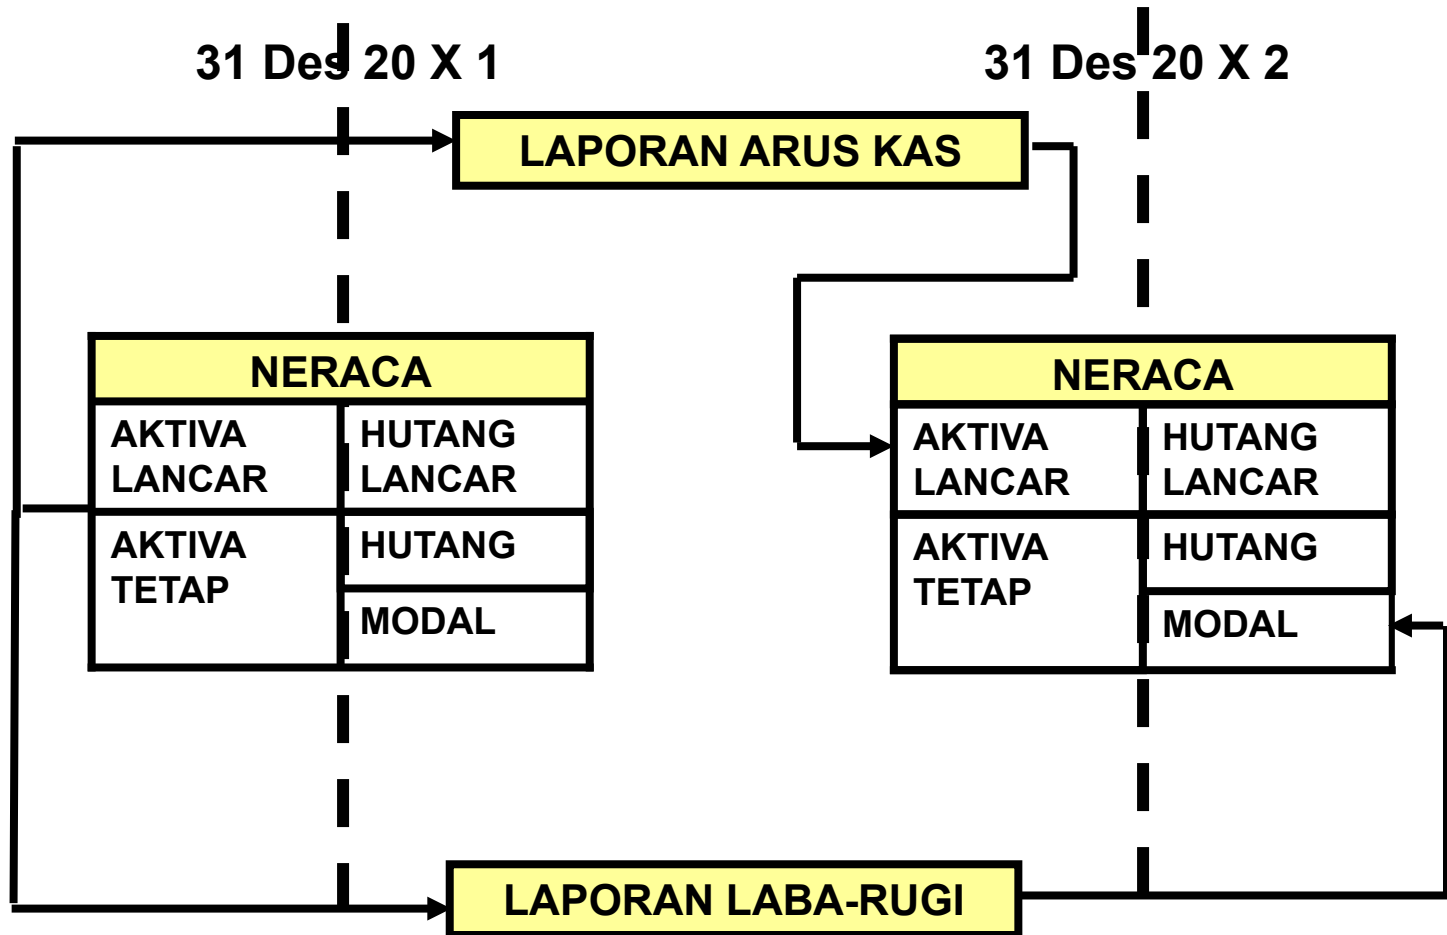 31 Des 20 X 1
31 Des 20 X 2
LAPORAN ARUS KAS
NERACA
AKTIVA
LANCAR
HUTANG
LANCAR
AKTIVA
TETAP
HUTANG
MODAL
NERACA
AKTIVA
LANCAR
HUTANG
LANCAR
AKTIVA
TETAP
HUTANG
MODAL
LAPORAN LABA-RUGI